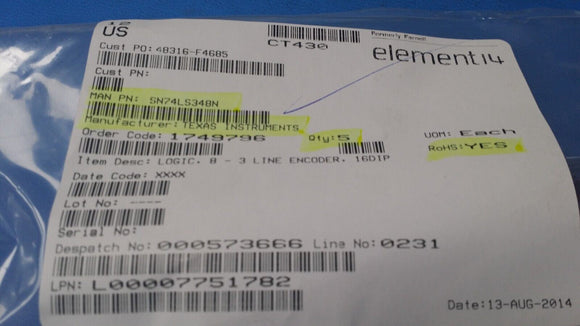 12
US
Formerly Farnell
CT430
element14
Cust PO: 48316-F4685
Cust PN:
MAN PN: SN74LS348N
Manufacturer: TEXAS INSTRUMENTS
Order Code: 1749796
Qty: 5
UOM: Each
RoHS: YES
Item Desc: LOGIC, 8 - 3 LINE ENCODER, 16DIP
Date Code: XXXX
Lot No: ----
Serial No:
Despatch No: 000573666 Line No: 0231
LPN: L00007751782
Date: 13-AUG-2014